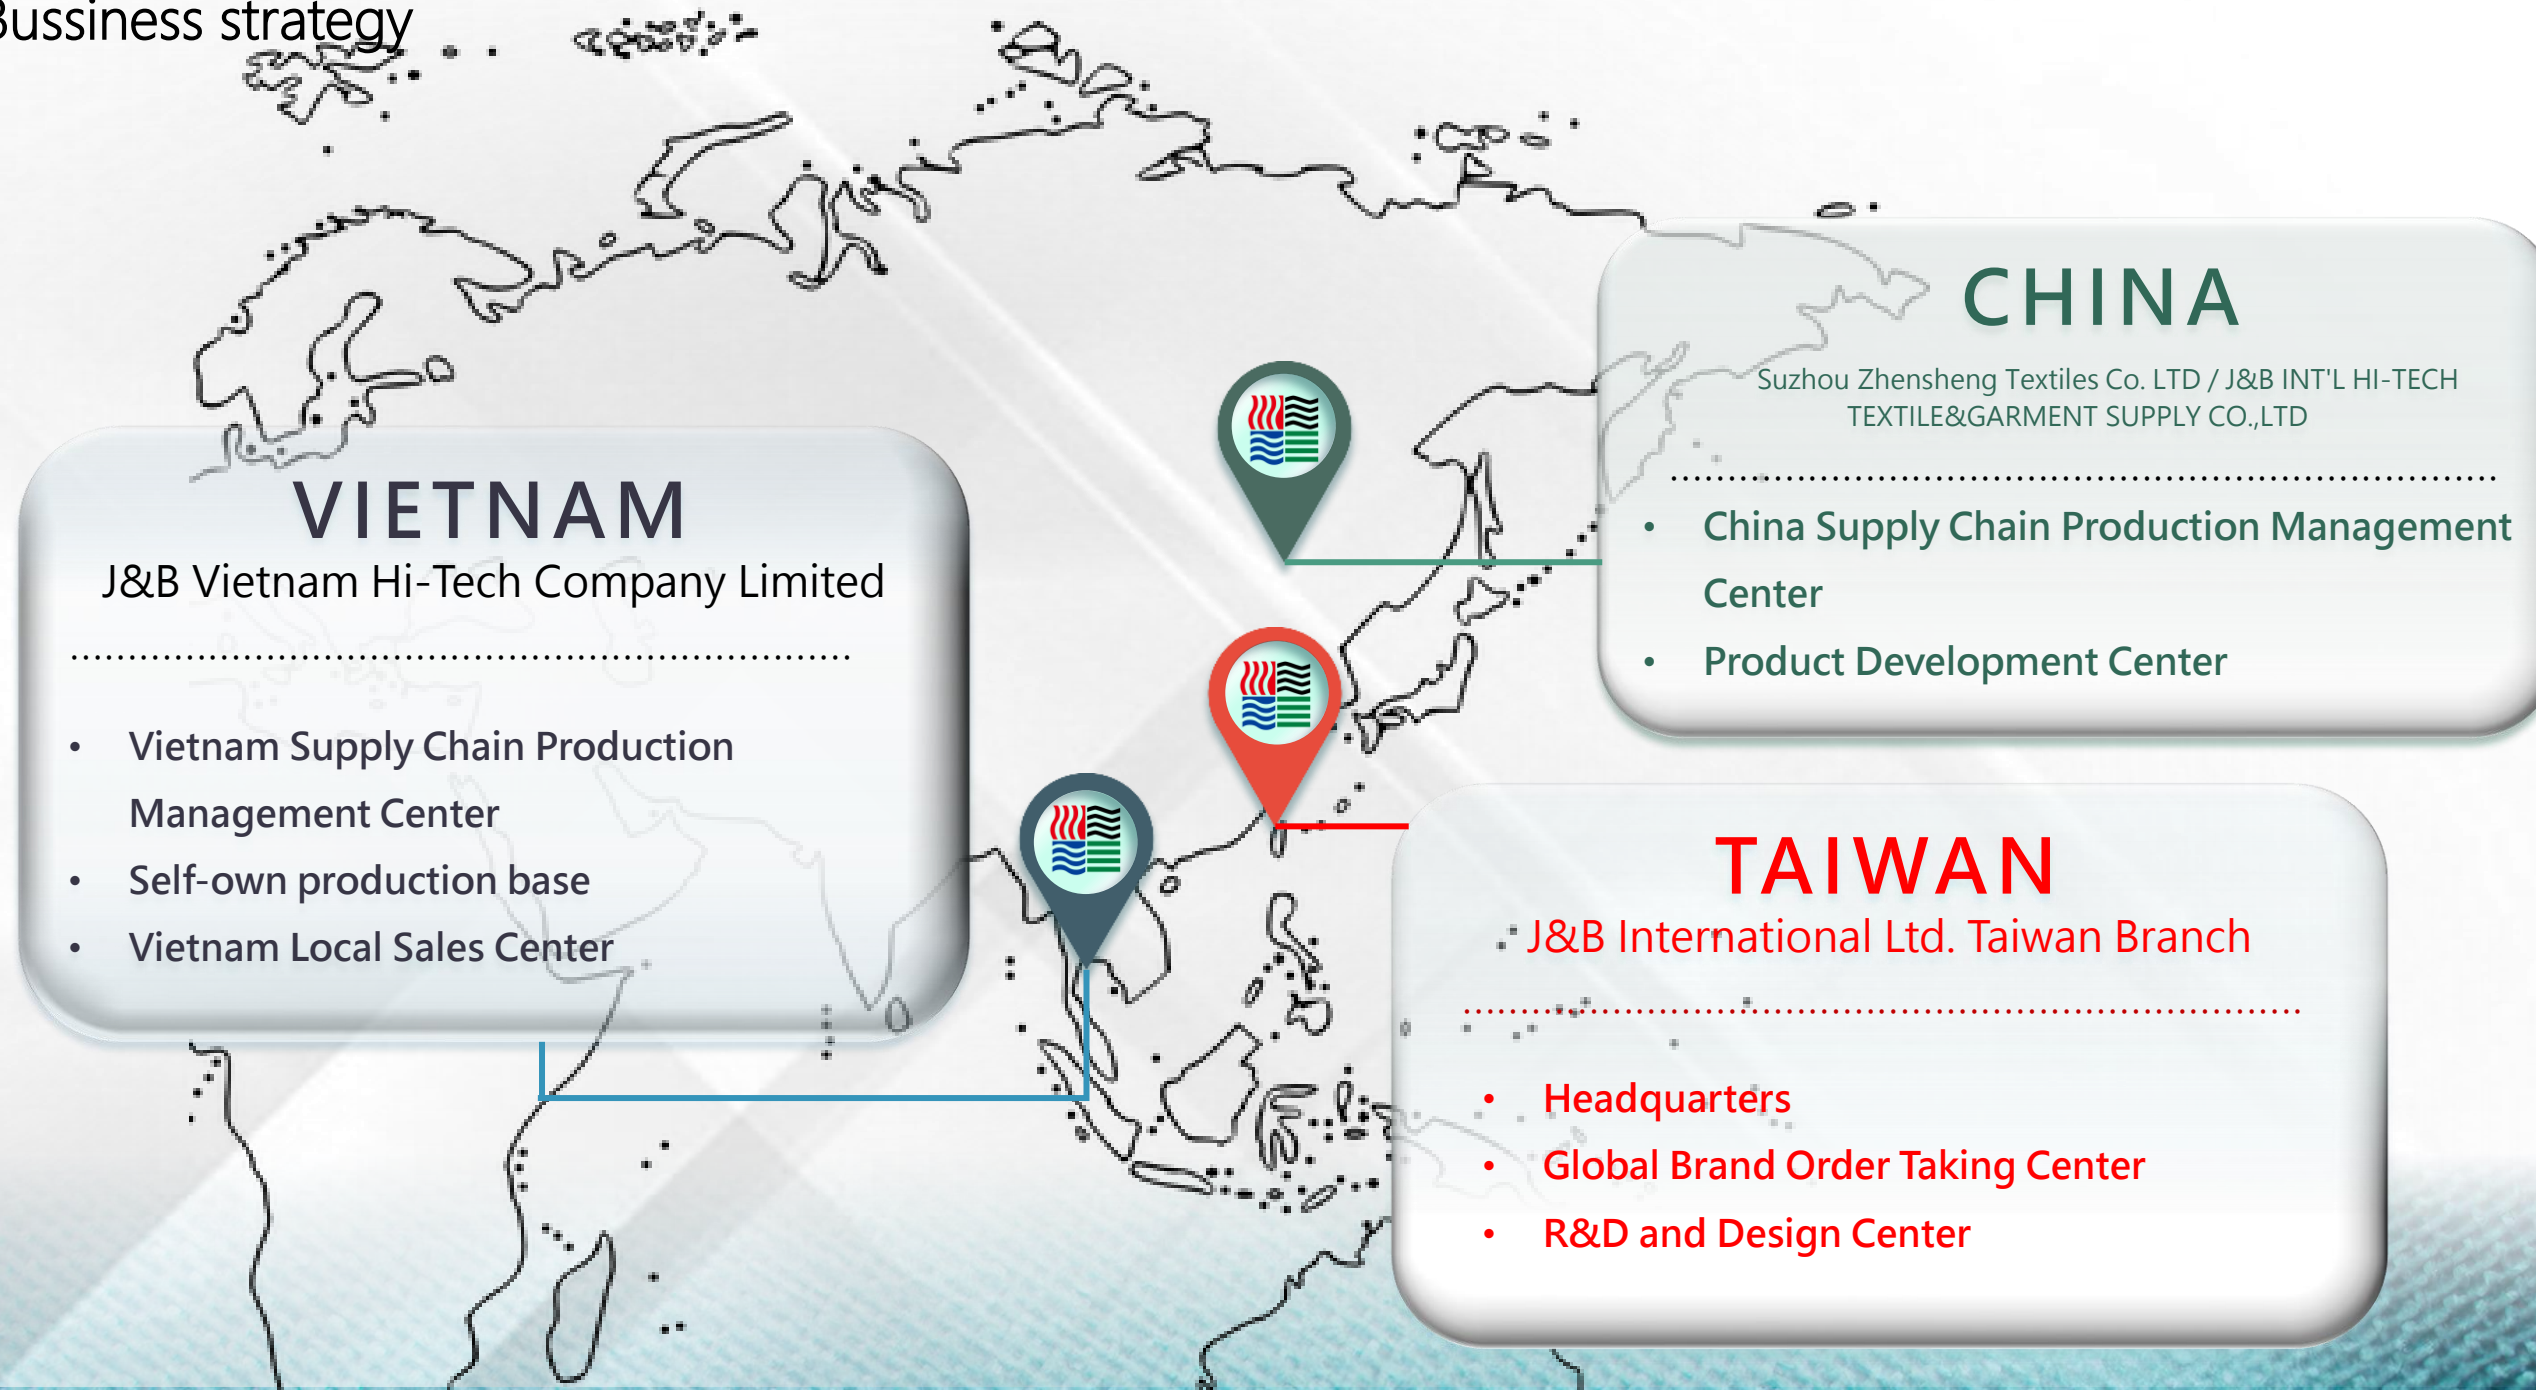 Bussiness strategy
CHINA
Suzhou Zhensheng Textiles Co. LTD / J&B INT'L HI-TECH
TEXTILE&GARMENT SUPPLY CO.,LTD
• China Supply Chain Production Management
Center
• Product Development Center
VIETNAM
J&B Vietnam Hi-Tech Company Limited
• Vietnam Supply Chain Production
Management Center
• Self-own production base
• Vietnam Local Sales Center
TAIWAN
J&B International Ltd. Taiwan Branch
• Headquarters
• Global Brand Order Taking Center
• R&D and Design Center